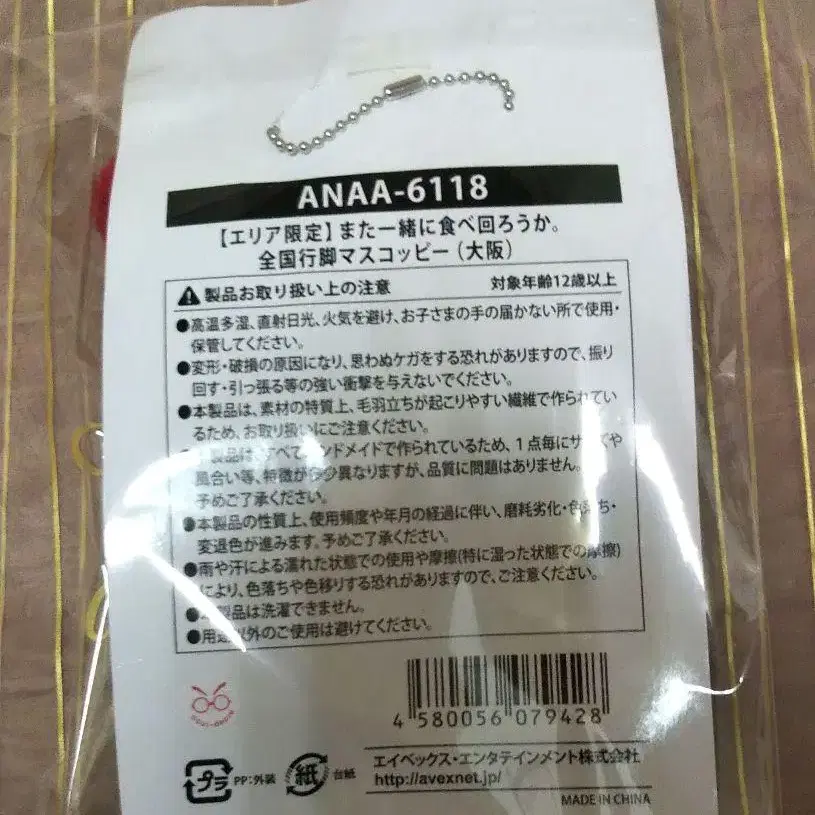 ANAA-6118
【エリア限定】また一緒に食べ回ろうか。
全国行脚マスコッピー(大阪)
製品お取り扱い上の注意 対象年齢12歳以上
●高温多湿、直射日光、火気を避け、お子さまの手の届かない所で使用・
保管してください。
●変形・破損の原因になり、思わぬケガをする恐れがありますので、振り
回す・引っ張る等の強い衝撃を与えないでください。
●本製品は、素材の特質上、毛羽立ちが起こりやすい繊維で作られてい
るため、お取り扱いにご注意ください。
製品は、すべてハンドメイドで作られているため、1点毎にサイズや
風合い等、特徴が多少異なりますが、品質に問題はありません。
予めご了承ください。
●本製品の性質上、使用頻度や年月の経過に伴い、磨耗劣化・色落ち・
変退色が進みます。予めご了承ください。
●雨や汗による濡れた状態での使用や摩擦(特に湿った状態での摩擦)
により、色落ちや色移りする恐れがありますので、ご注意ください。
●本製品は洗濯できません。
●用途以外のご使用は避けてください。
4 580056 079428
プラ PP:外装 紙 台紙
エイベックス・エンタテインメント株式会社
http://avexnet.jp/
MADE IN CHINA